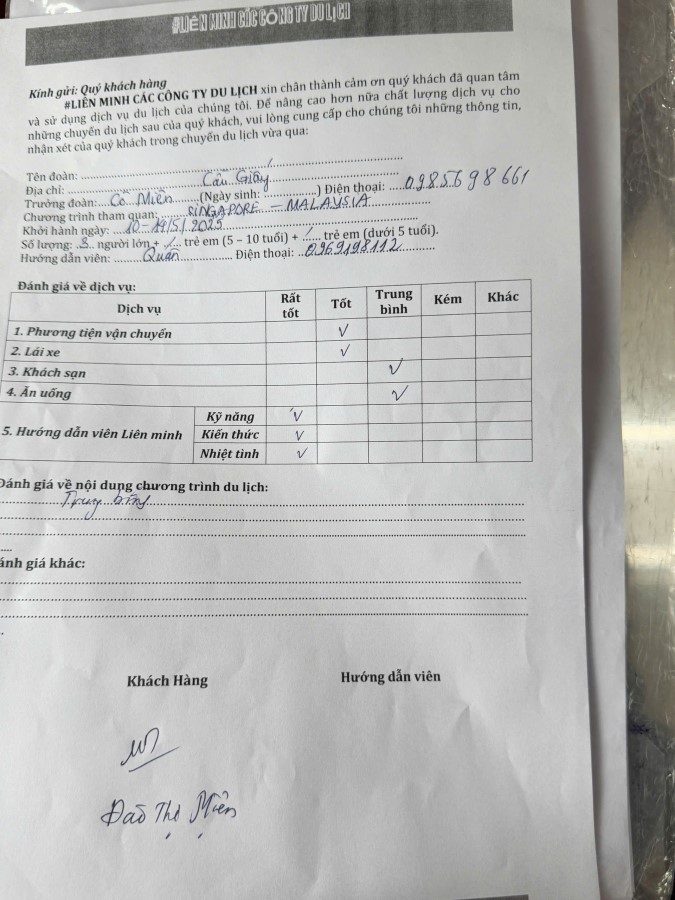 #LIÊN MINH CÁC CÔNG TY DU LỊCH
Kính gửi: Quý khách hàng
#LIÊN MINH CÁC CÔNG TY DU LỊCH xin chân thành cảm ơn quý khách đã quan tâm
và sử dụng dịch vụ du lịch của chúng tôi. Để nâng cao hơn nữa chất lượng dịch vụ cho
những chuyến du lịch sau của quý khách, vui lòng cung cấp cho chúng tôi những thông tin,
nhận xét của quý khách trong chuyến du lịch vừa qua:
Tên đoàn: ........ / ........
Địa chỉ: ........ Cầu Giấy ........
Trưởng đoàn: Cô Miên (Ngày sinh: ........) Điện thoại: 0985698661
Chương trình tham quan: SINGAPORE – MALAYSIA
Khởi hành ngày: 10-14/5/2025
Số lượng: 3 người lớn + / trẻ em (5 – 10 tuổi) + / trẻ em (dưới 5 tuổi).
Hướng dẫn viên: Quân Điện thoại: 0969198112
Đánh giá về dịch vụ:
Dịch vụ Rất tốt Tốt Trung bình Kém Khác
1. Phương tiện vận chuyển V
2. Lái xe V
3. Khách sạn V
4. Ăn uống V
5. Hướng dẫn viên Liên minh Kỹ năng V
Kiến thức V
Nhiệt tình V
Đánh giá về nội dung chương trình du lịch:
Trung bình
ánh giá khác:
Khách Hàng Hướng dẫn viên
Đào Thị Miên